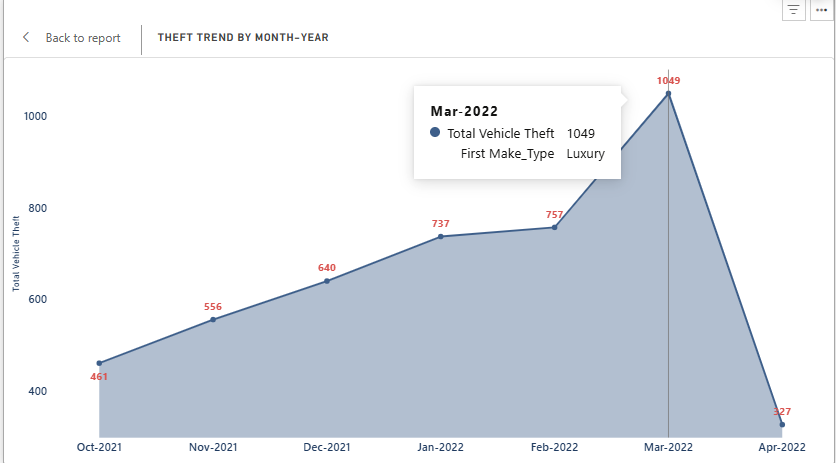 Back to report
THEFT TREND BY MONTH-YEAR
1049
Mar-2022
Total Vehicle Theft 1049
First Make_Type Luxury
Total Vehicle Theft
1000
800
600
400
461
556
640
737
757
327
Oct-2021 Nov-2021 Dec-2021 Jan-2022 Feb-2022 Mar-2022 Apr-2022